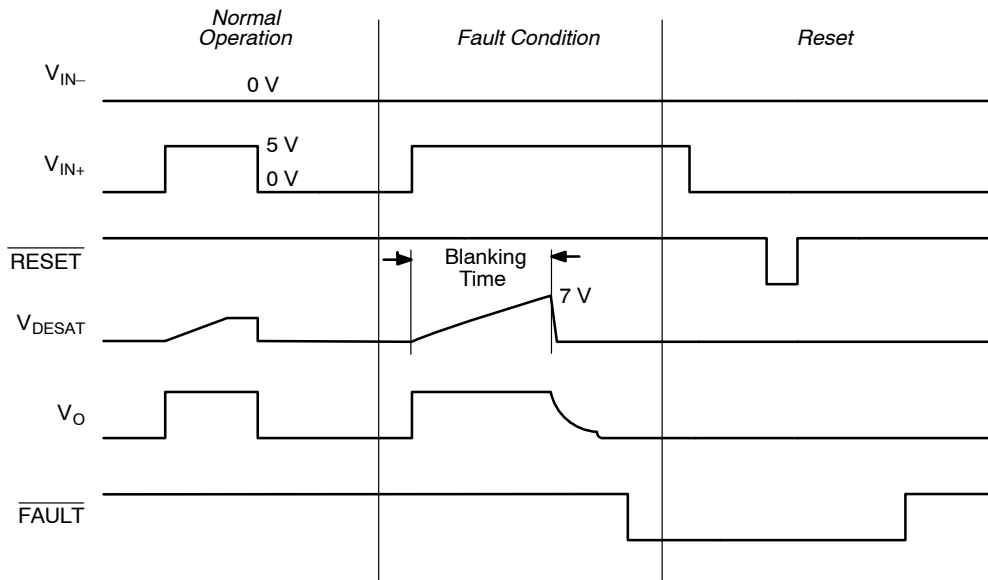 Normal
Operation
Fault Condition
Reset
VIN–
0 V
VIN+
5 V
0 V
RESET
Blanking
Time
VDESAT
7 V
VO
FAULT